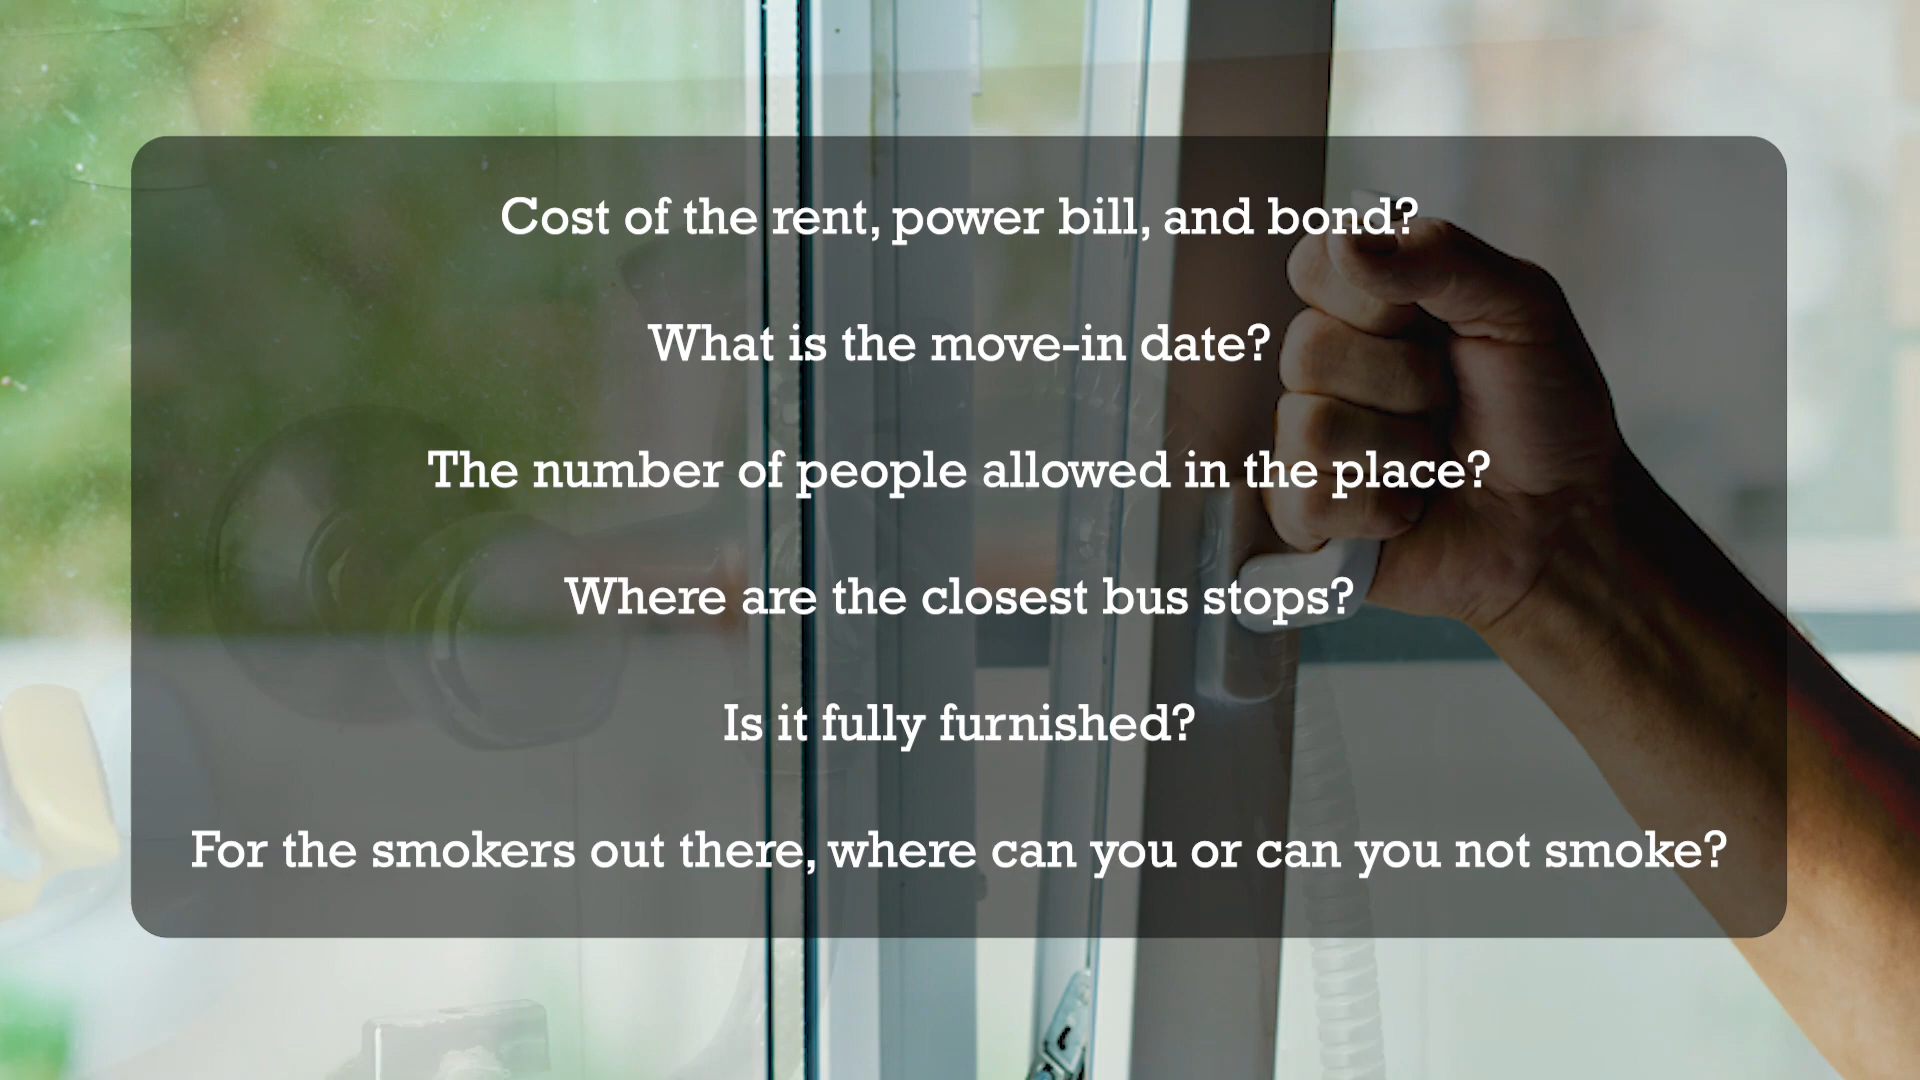 Cost of the rent, power bill, and bond?
What is the move-in date?
The number of people allowed in the place?
Where are the closest bus stops?
Is it fully furnished?
For the smokers out there, where can you or can you not smoke?